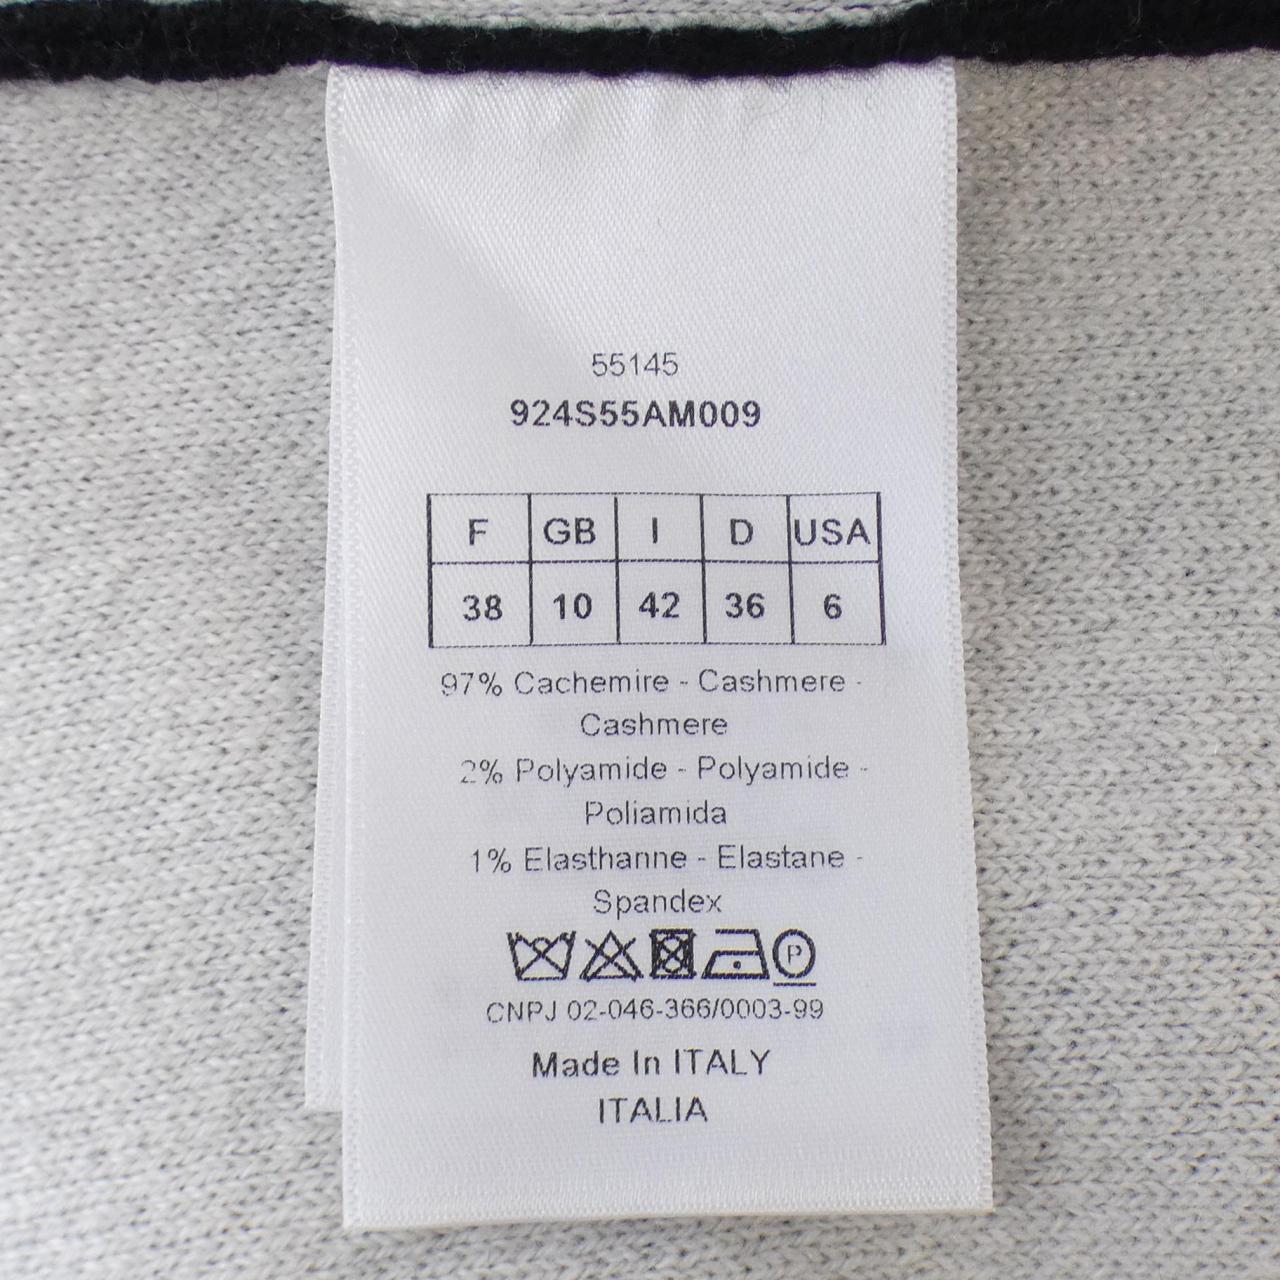 55145
924S55AM009
F GB I D USA
38 10 42 36 6
97% Cachemire - Cashmere -
Cashmere
2% Polyamide - Polyamide -
Poliamida
1% Elasthanne - Elastane -
Spandex
P
CNPJ 02-046-366/0003-99
Made In ITALY
ITALIA